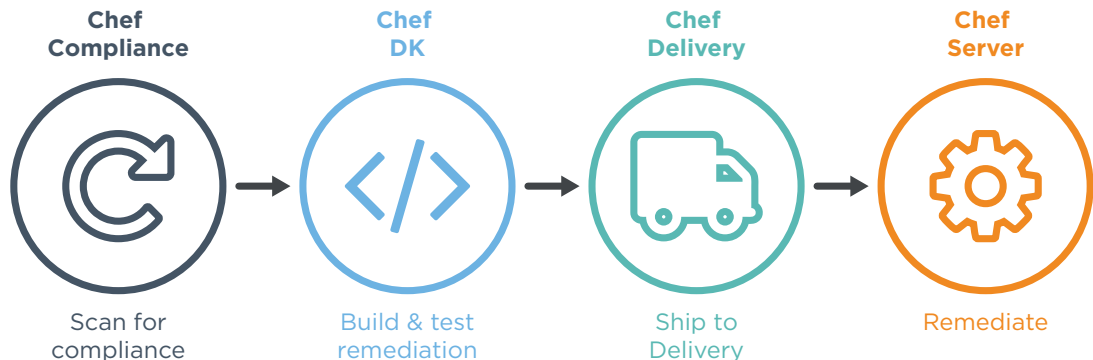 Chef
Compliance
Chef
DK
Chef
Delivery
Chef
Server
Scan for
compliance
Build & test
remediation
Ship to
Delivery
Remediate